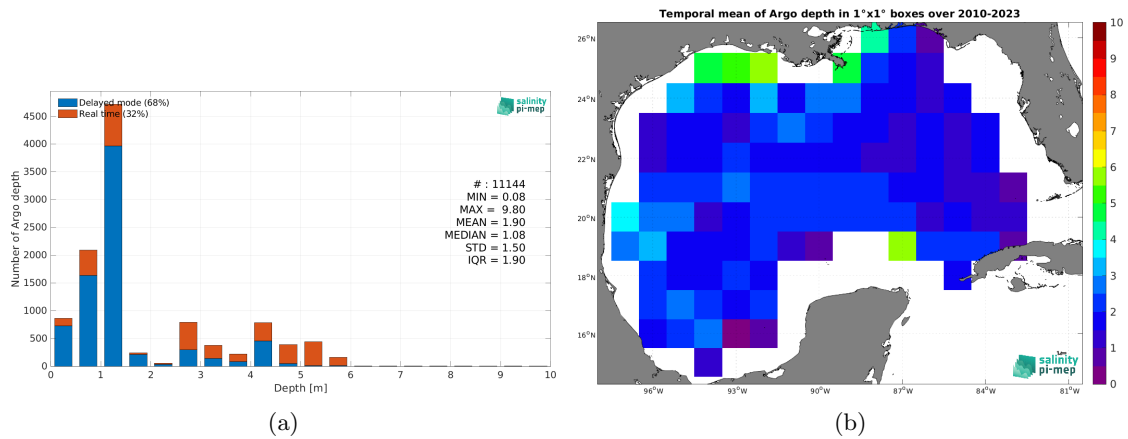 Delayed mode (68%)
Real time (32%)
salinity
pi-mep
# : 11144
MIN = 0.08
MAX = 9.80
MEAN = 1.90
MEDIAN = 1.08
STD = 1.50
IQR = 1.90
Number of Argo depth
4500
4000
3500
3000
2500
2000
1500
1000
500
0
0 1 2 3 4 5 6 7 8 9 10
Depth [m]
(a)
Temporal mean of Argo depth in 1°x1° boxes over 2010-2023
26°N
24°N
22°N
20°N
18°N
16°N
96°W 93°W 90°W 87°W 84°W 81°W
salinity
pi-mep
10
9
8
7
6
5
4
3
2
1
0
(b)